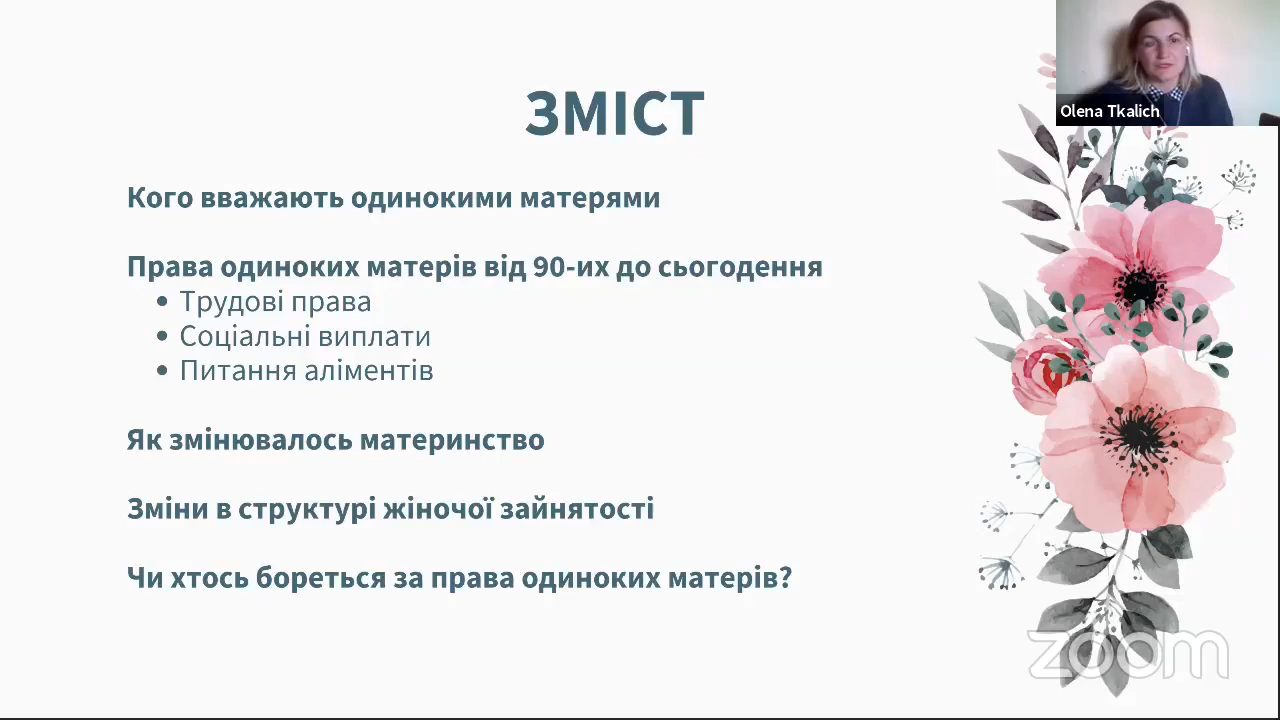 Olena Tkalich
ЗМІСТ
Кого вважають одинокими матерями
Права одиноких матерів від 90-их до сьогодення
• Трудові права
• Соціальні виплати
• Питання аліментів
Як змінювалось материнство
Зміни в структурі жіночої зайнятості
Чи хтось бореться за права одиноких матерів?
zoom